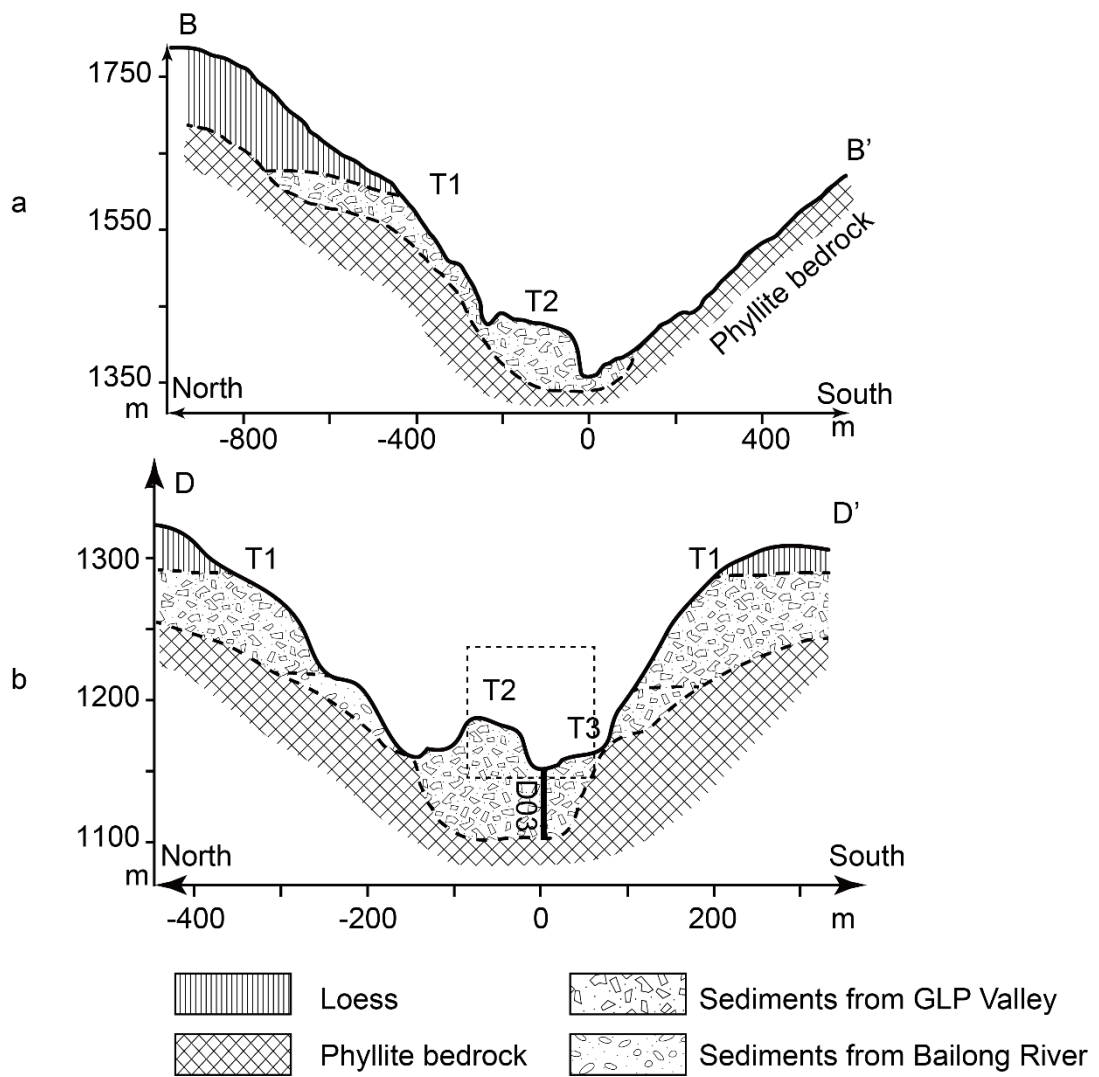 B
1750
B’
a
T1
1550
T2
Phyllite bedrock
1350
m
North
South
m
-800
-400
0
400
D
D’
1300
T1
T1
b
1200
T2
T3
D03
1100
m
North
South
-400
-200
0
200
m
Loess
Sediments from GLP Valley
Phyllite bedrock
Sediments from Bailong River